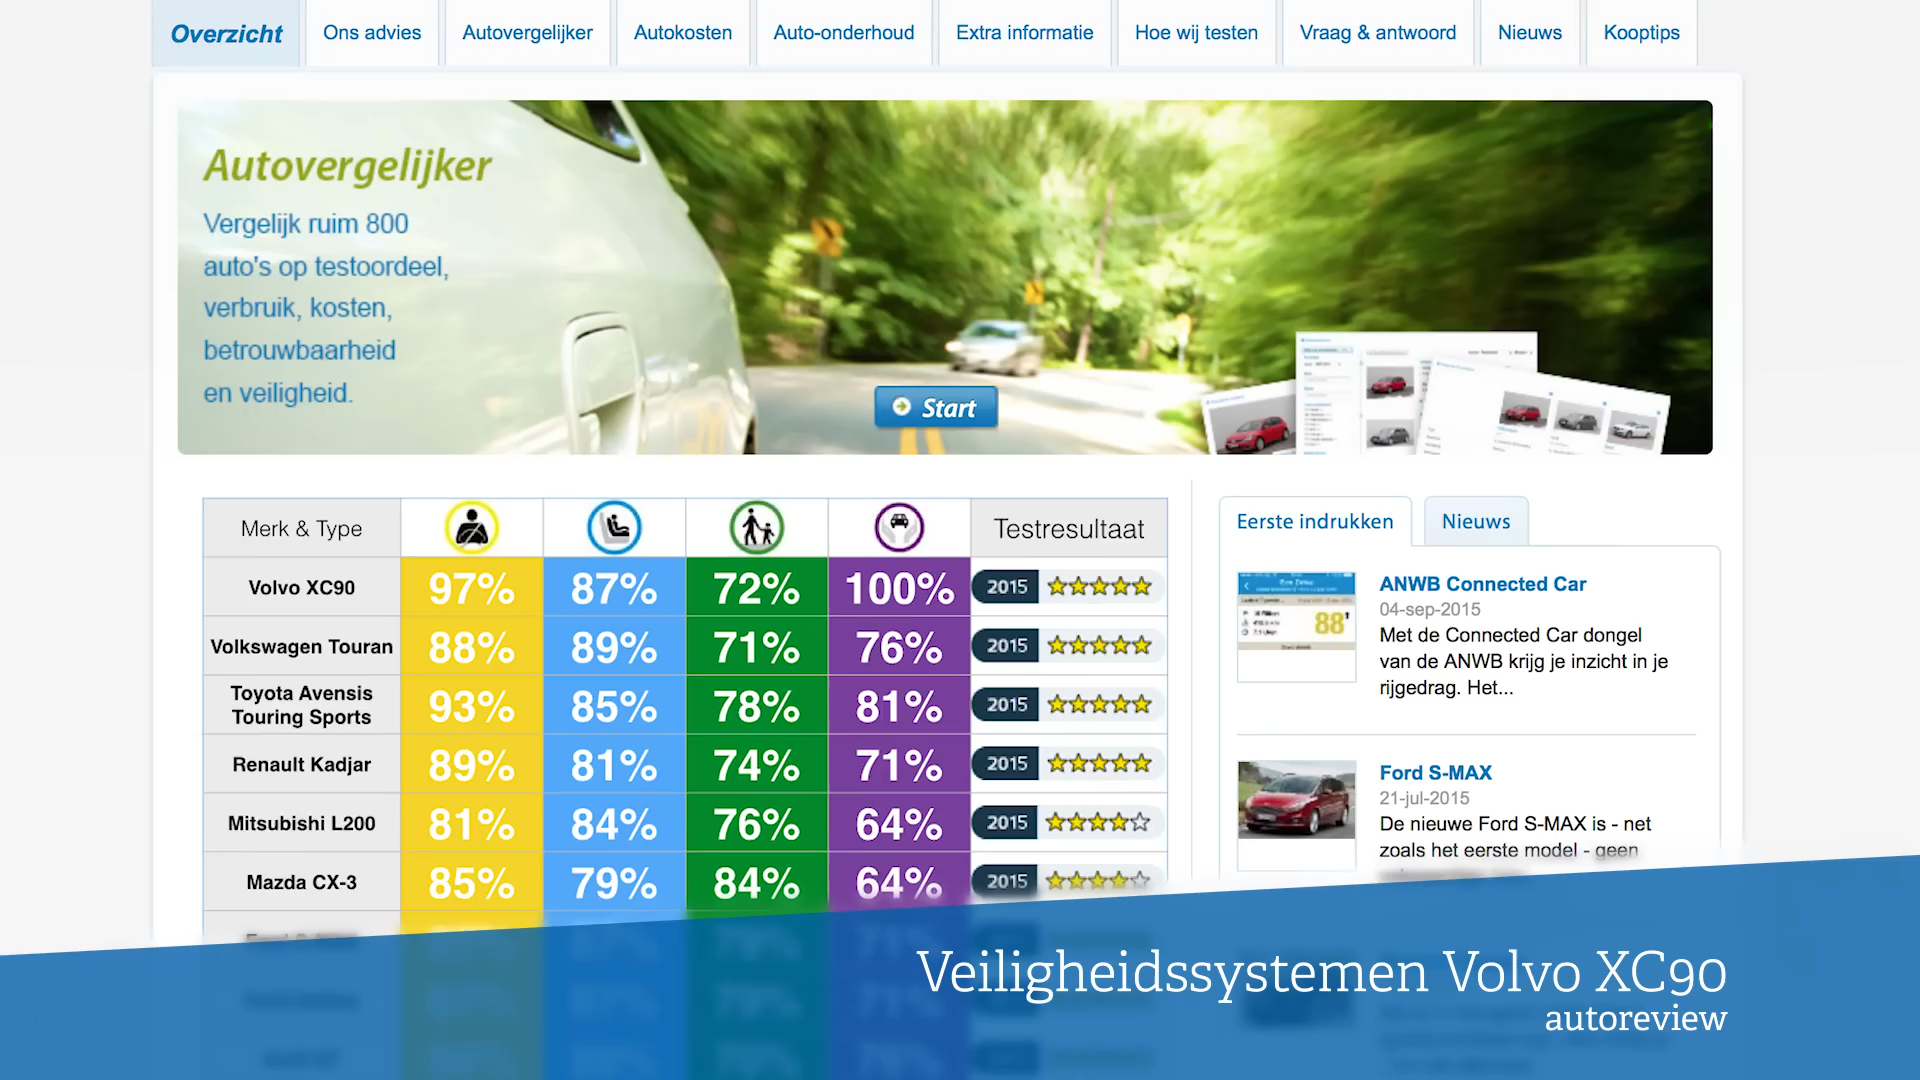 Overzicht Ons advies Autovergelijker Autokosten Auto-onderhoud Extra informatie Hoe wij testen Vraag & antwoord Nieuws Kooptips
Autovergelijker
Vergelijk ruim 800
auto's op testoordeel,
verbruik, kosten,
betrouwbaarheid
en veiligheid.
Start
Merk & Type Testresultaat
Volvo XC90 97% 87% 72% 100% 2015
Volkswagen Touran 88% 89% 71% 76% 2015
Toyota Avensis
Touring Sports 93% 85% 78% 81% 2015
Renault Kadjar 89% 81% 74% 71% 2015
Mitsubishi L200 81% 84% 76% 64% 2015
Mazda CX-3 85% 79% 84% 64% 2015
Eerste indrukken Nieuws
88
ANWB Connected Car
04-sep-2015
Met de Connected Car dongel
van de ANWB krijg je inzicht in je
rijgedrag. Het...
Ford S-MAX
21-jul-2015
De nieuwe Ford S-MAX is - net
zoals het eerste model - geen
Veiligheidssystemen Volvo XC90
autoreview